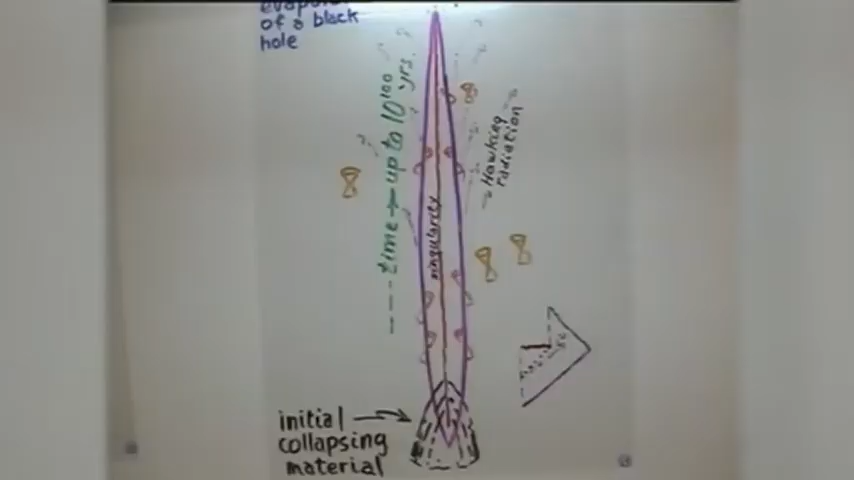 of a black
hole
time → up to 10¹⁰⁰ yrs.
Hawking
radiation
singularity
initial
collapsing
material